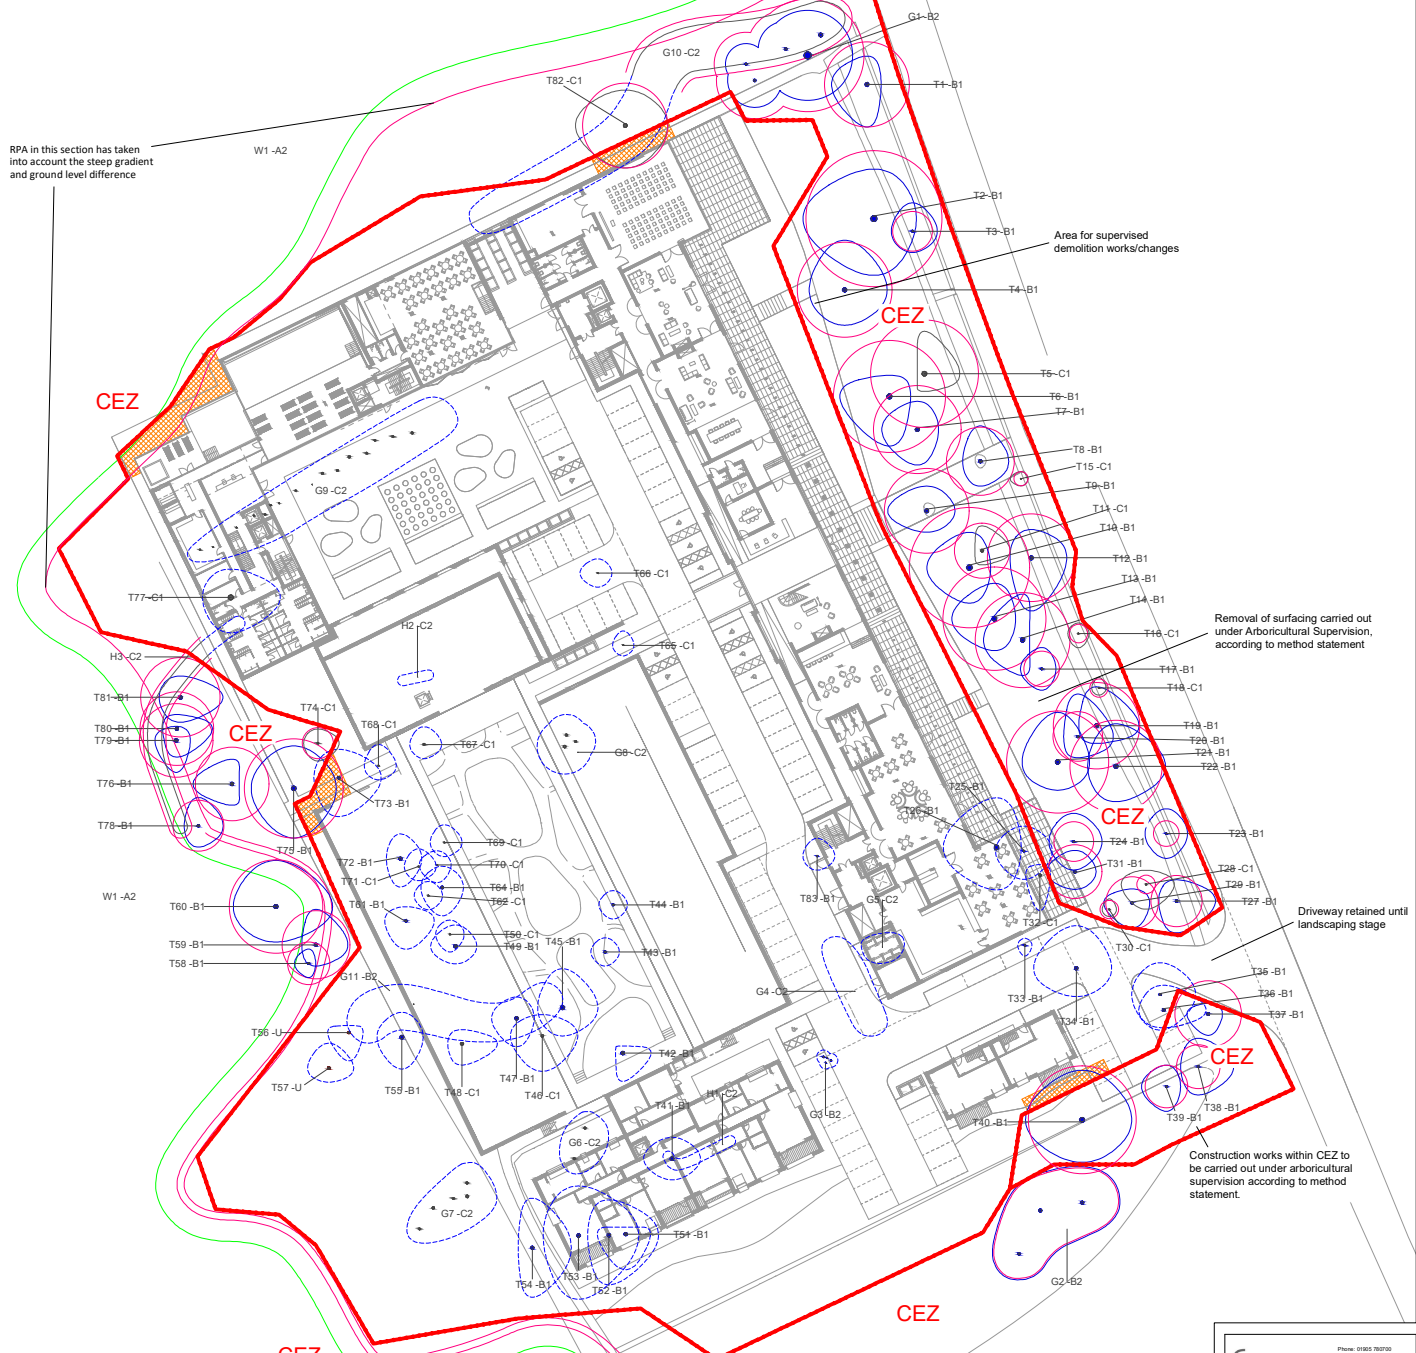 G1 -B2
G10 -C2
T82 -C1
T1 -B1
RPA in this section has taken
into account the steep gradient
and ground level difference
W1 -A2
T2 -B1
T3 -B1
Area for supervised
demolition works/changes
T4 -B1
CEZ
T5 -C1
T6 -B1
CEZ
T7 -B1
T8 -B1
T15 -C1
T9 -B1
G9 -C2
T11 -C1
T10 -B1
T12 -B1
T66 -C1
T13 -B1
T77 -C1
T14 -B1
H2 -C2
Removal of surfacing carried out
under Arboricultural Supervision,
according to method statement
T16 -C1
T65 -C1
H3 -C2
T17 -B1
T18 -C1
T81 -B1
T74 -C1
T68 -C1
T80 -B1
CEZ
T19 -B1
T79 -B1
T20 -B1
T67 -C1
G8 -C2
T21 -B1
T22 -B1
T76 -B1
T73 -B1
T25 -B1
T26 -B1
CEZ
T78 -B1
T23 -B1
T75 -B1
T69 -C1
T24 -B1
T72 -B1
T70 -C1
T31 -B1
T28 -C1
T71 -C1
T64 -B1
T29 -B1
W1 -A2
T62 -C1
T83 -B1
G5 -C2
T27 -B1
T60 -B1
T61 -B1
T44 -B1
Driveway retained until
landscaping stage
T32 -C1
T50 -C1
T59 -B1
T49 -B1
T45 -B1
T43 -B1
T30 -C1
T58 -B1
G11 -B2
T35 -B1
G4 -C2
T33 -B1
T36 -B1
T34 -B1
T37 -B1
T56 -U
T42 -B1
CEZ
T57 -U
T55 -B1
T48 -C1
T47 -B1
T46 -C1
H1 -C2
T41 -B1
G3 -B2
T38 -B1
T39 -B1
T40 -B1
G6 -C2
Construction works within CEZ to
be carried out under arboricultural
supervision according to method
statement.
G7 -C2
T51 -B1
T53 -B1
T54 -B1
T52 -B1
G2 -B2
CEZ
CEZ
Phone: 01905 780700